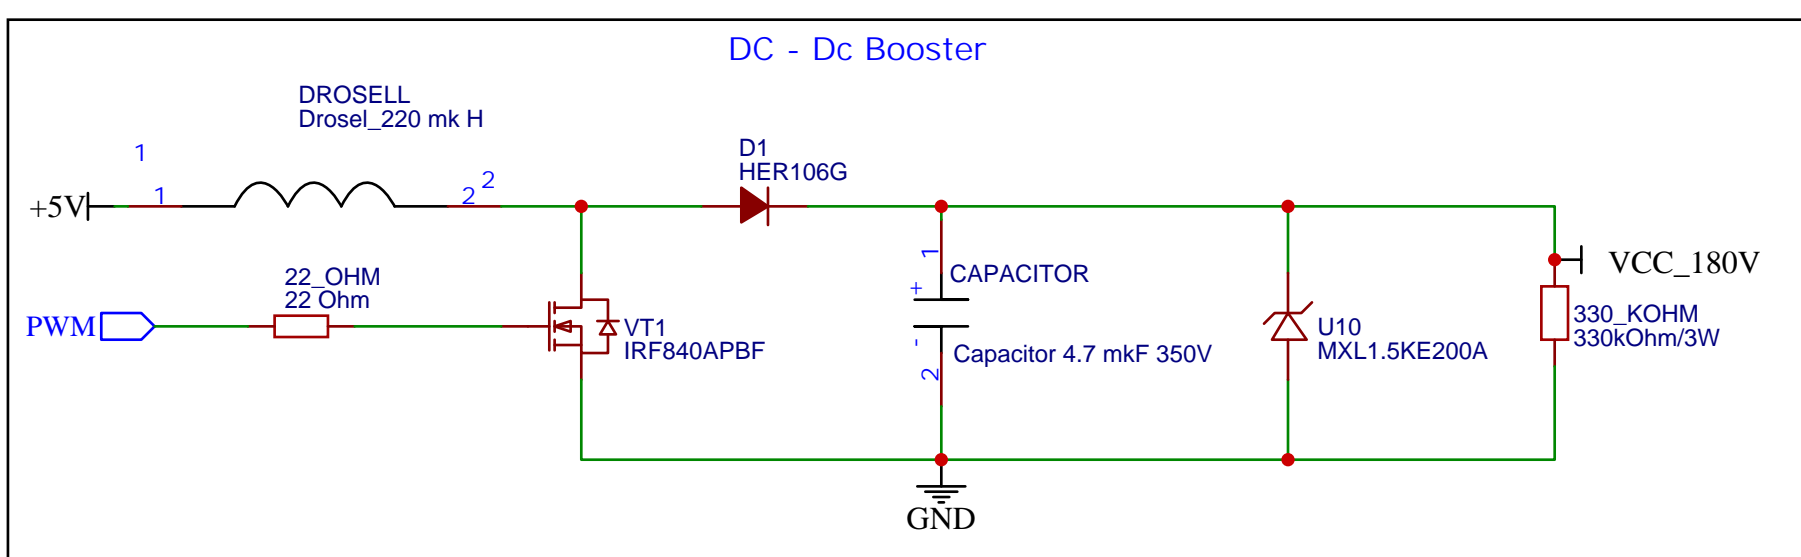 DC - Dc Booster
DROSELL
Drosel_220 mk H
1
1
2
2
+5V
D1
HER106G
22_OHM
22 Ohm
PWM
VT1
IRF840APBF
1
CAPACITOR
+
-
Capacitor 4.7 mkF 350V
2
U10
MXL1.5KE200A
VCC_180V
330_KOHM
330kOhm/3W
GND